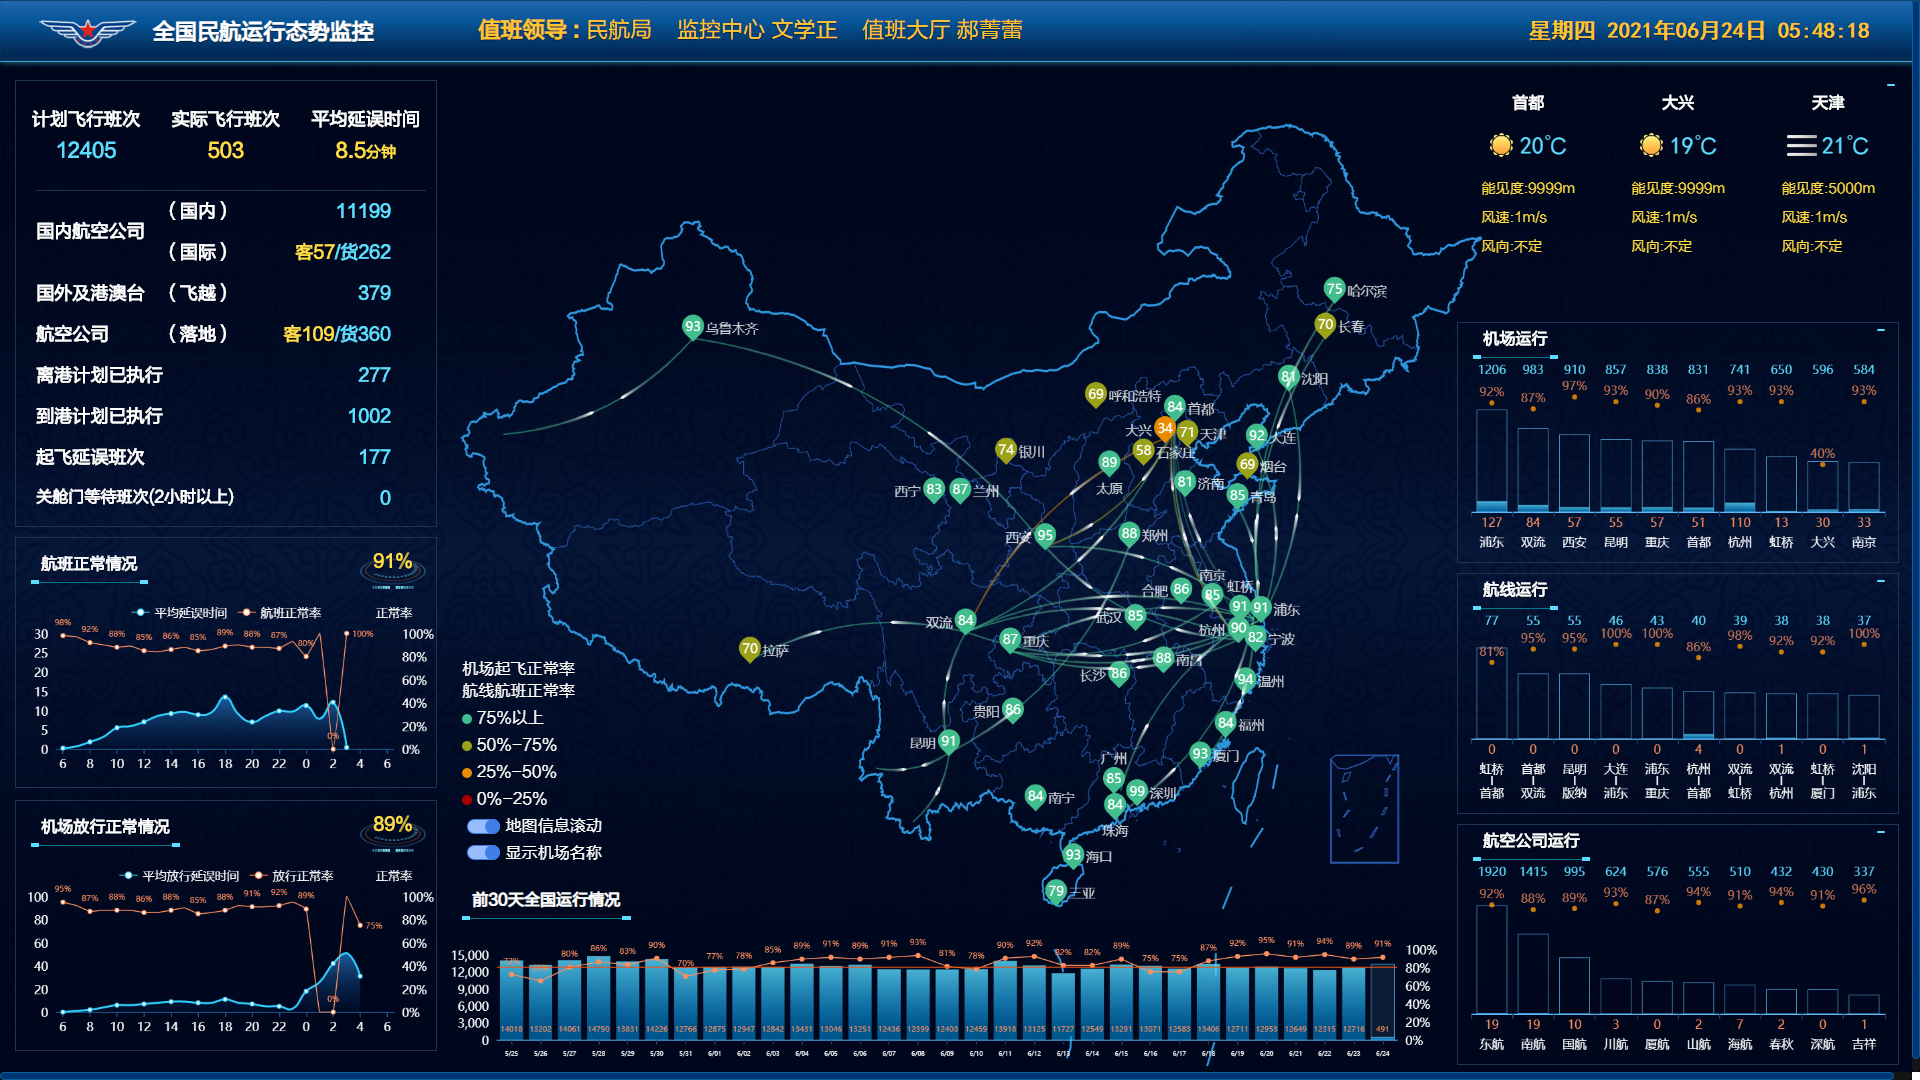 全国民航运行态势监控
值班领导：民航局 监控中心 文学正 值班大厅 郝菁蕾
星期四 2021年06月24日 05:48:18
计划飞行班次 实际飞行班次 平均延误时间
12405 503 8.5分钟
国内航空公司 （国内） 11199
（国际） 客57/货262
国外及港澳台 （飞越） 379
航空公司 （落地） 客109/货360
离港计划已执行 277
到港计划已执行 1002
起飞延误班次 177
关舱门等待班次(2小时以上) 0
航班正常情况 91%
平均延误时间 航班正常率 正常率
98% 92% 88% 85% 86% 85% 89% 88% 87% 80% 0% 100%
30 25 20 15 10 5 0
100% 80% 60% 40% 20% 0%
6 8 10 12 14 16 18 20 22 0 2 4 6
机场放行正常情况 89%
平均放行延误时间 放行正常率 正常率
95% 87% 88% 86% 88% 85% 88% 91% 92% 89% 0% 75%
100 80 60 40 20 0
100% 80% 60% 40% 20% 0%
6 8 10 12 14 16 18 20 22 0 2 4 6
75 哈尔滨
70 长春
93 乌鲁木齐
81 沈阳
69 呼和浩特
84 首都
大兴 34
71 天津
92 大连
74 银川
58 石家庄
89 太原
69 烟台
81 济南
85 青岛
西宁 83
87 兰州
西安 95
88 郑州
南京 85
合肥 86
虹桥 91
91 浦东
武汉 85
杭州 90
82 宁波
双流 84
87 重庆
70 拉萨
88 南昌
长沙 86
94 温州
贵阳 86
84 福州
昆明 91
93 厦门
广州 85
84 南宁
99 深圳
84 珠海
93 海口
79 三亚
机场起飞正常率
航线航班正常率
75%以上
50%-75%
25%-50%
0%-25%
地图信息滚动
显示机场名称
前30天全国运行情况
15,000 12,000 9,000 6,000 3,000 0
80% 86% 83% 90% 70% 77% 78% 85% 89% 91% 89% 91% 93% 81% 78% 90% 92% 82% 82% 89% 75% 75% 87% 92% 95% 91% 94% 89% 91%
14018 13202 14061 14790 13831 14226 12766 12875 12947 12842 13431 13046 13251 12436 12399 12403 12459 13918 13125 11727 12549 13291 13071 12583 13406 12711 12953 12649 12315 12716 491
5/25 5/26 5/27 5/28 5/29 5/30 5/31 6/01 6/02 6/03 6/04 6/05 6/06 6/07 6/08 6/09 6/10 6/11 6/12 6/13 6/14 6/15 6/16 6/17 6/18 6/19 6/20 6/21 6/22 6/23 6/24
100% 80% 60% 40% 20% 0%
首都 大兴 天津
20℃ 19℃ 21℃
能见度:9999m 能见度:9999m 能见度:5000m
风速:1m/s 风速:1m/s 风速:1m/s
风向:不定 风向:不定 风向:不定
机场运行
1206 983 910 857 838 831 741 650 596 584
92% 87% 97% 93% 90% 86% 93% 93% 40% 93%
127 84 57 55 57 51 110 13 30 33
浦东 双流 西安 昆明 重庆 首都 杭州 虹桥 大兴 南京
航线运行
77 55 55 46 43 40 39 38 38 37
81% 95% 95% 100% 100% 86% 98% 92% 92% 100%
0 0 0 0 0 4 0 1 0 1
虹桥 首都 昆明 大连 浦东 杭州 双流 双流 虹桥 沈阳
首都 双流 版纳 浦东 重庆 首都 虹桥 杭州 厦门 浦东
航空公司运行
1920 1415 995 624 576 555 510 432 430 337
92% 88% 89% 93% 87% 94% 91% 94% 91% 96%
19 19 10 3 0 2 7 2 0 1
东航 南航 国航 川航 厦航 山航 海航 春秋 深航 吉祥